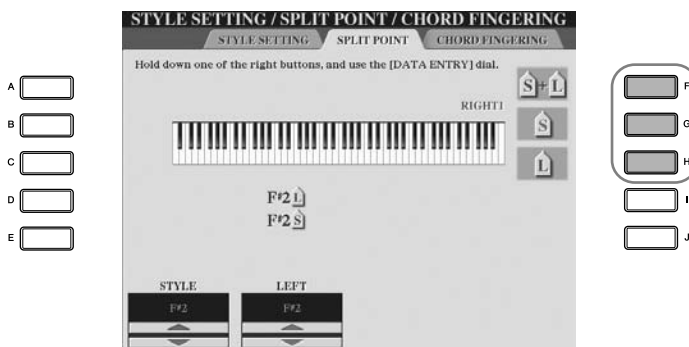 STYLE SETTING / SPLIT POINT / CHORD FINGERING
STYLE SETTING SPLIT POINT CHORD FINGERING
Hold down one of the right buttons, and use the [DATA ENTRY] dial.
S+L
RIGHT1
S
L
F#2 L
F#2 S
STYLE LEFT
F#2 F#2
A
B
C
D
E
F
G
H
I
J